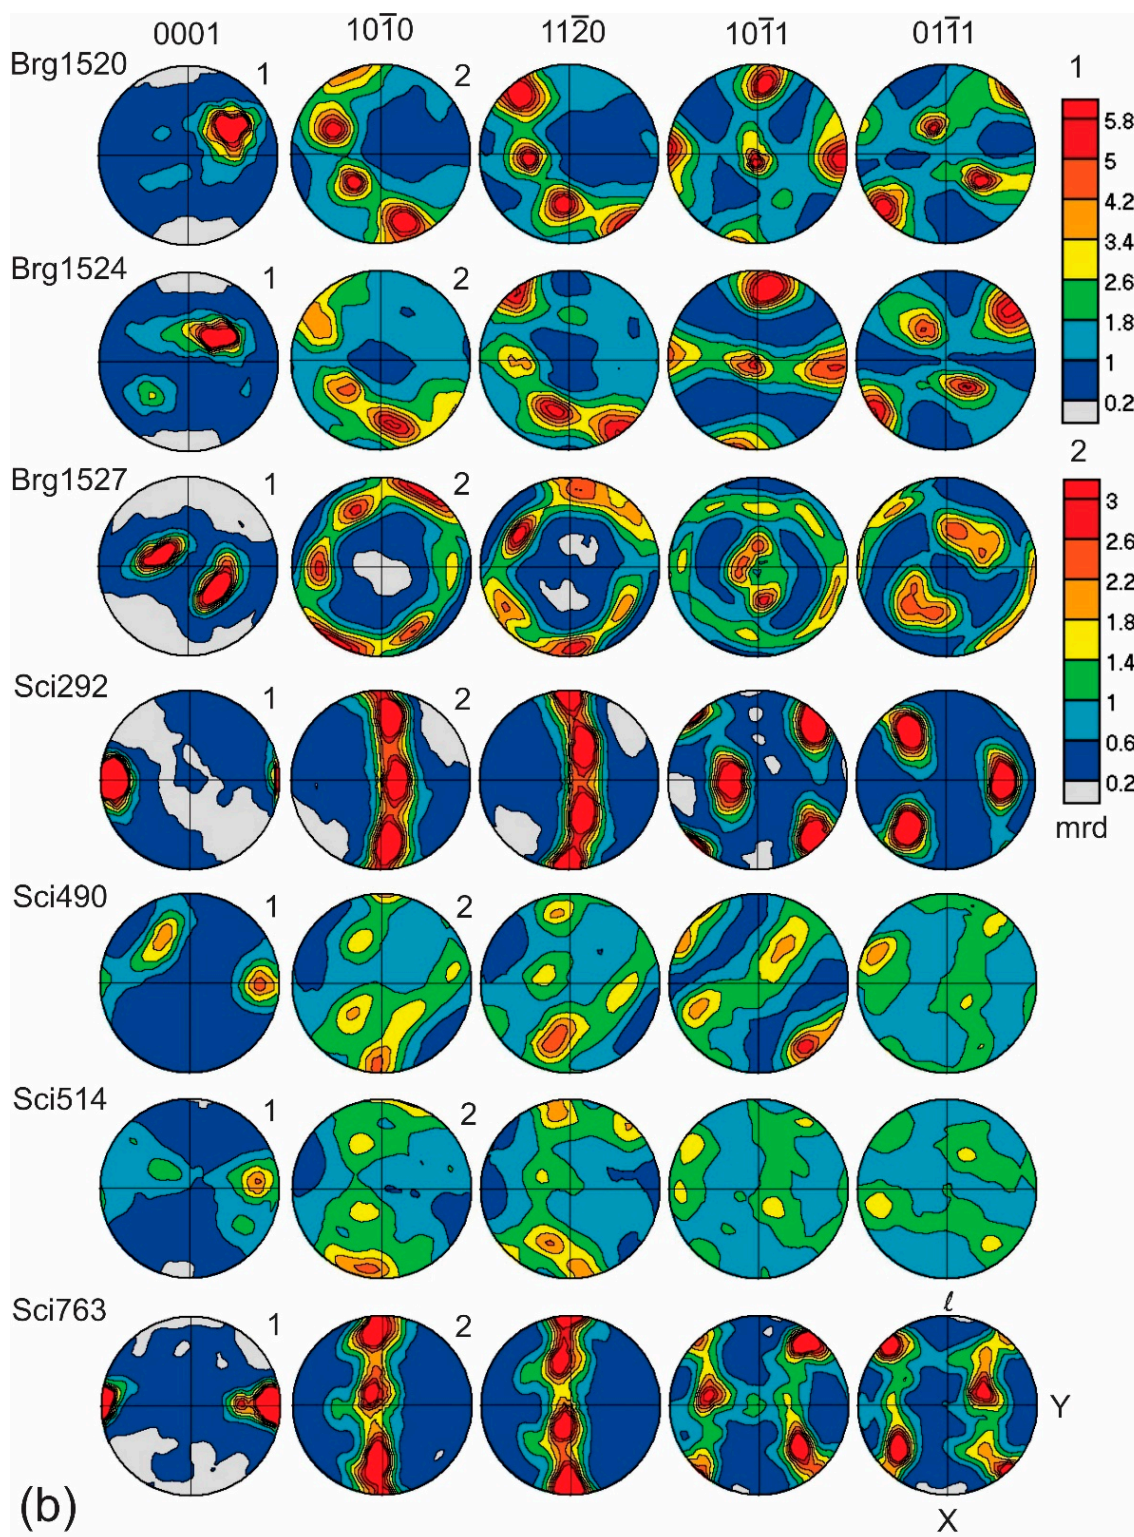 0001 101̅0 112̅0 101̅1 011̅1
Brg1520 1 2 1
5.8
5
4.2
3.4
2.6
1.8
1
0.2
Brg1524 1 2
2
Brg1527 1 2
3
2.6
2.2
1.8
1.4
1
0.6
0.2
mrd
Sci292 1 2
Sci490 1 2
Sci514 1 2
ℓ
Sci763 1 2
Y
(b) X